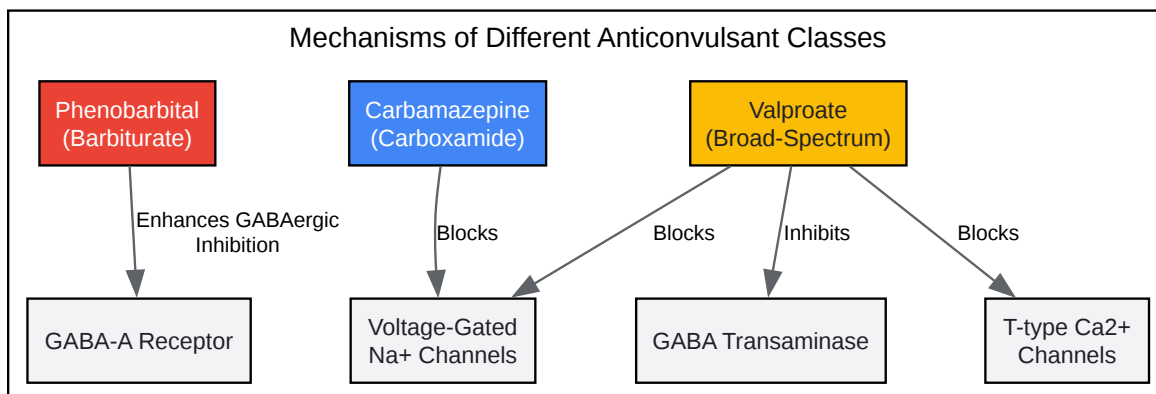 Mechanisms of Different Anticonvulsant Classes
Phenobarbital
(Barbiturate)
Carbamazepine
(Carboxamide)
Valproate
(Broad-Spectrum)
Enhances GABAergic
Inhibition
Blocks
Blocks
Inhibits
Blocks
GABA-A Receptor
Voltage-Gated
Na+ Channels
GABA Transaminase
T-type Ca2+
Channels